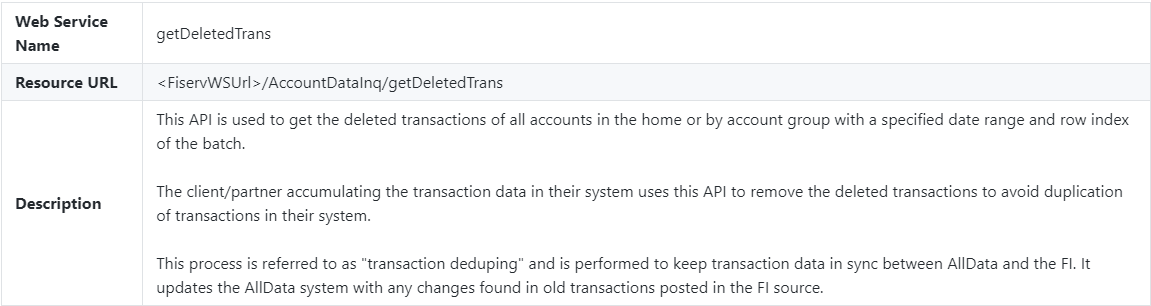 Web Service
Name
getDeletedTrans
Resource URL
<FiservWSUrl>/AccountDataInq/getDeletedTrans
Description
This API is used to get the deleted transactions of all accounts in the home or by account group with a specified date range and row index
of the batch.
The client/partner accumulating the transaction data in their system uses this API to remove the deleted transactions to avoid duplication
of transactions in their system.
This process is referred to as "transaction deduping" and is performed to keep transaction data in sync between AllData and the FI. It
updates the AllData system with any changes found in old transactions posted in the FI source.